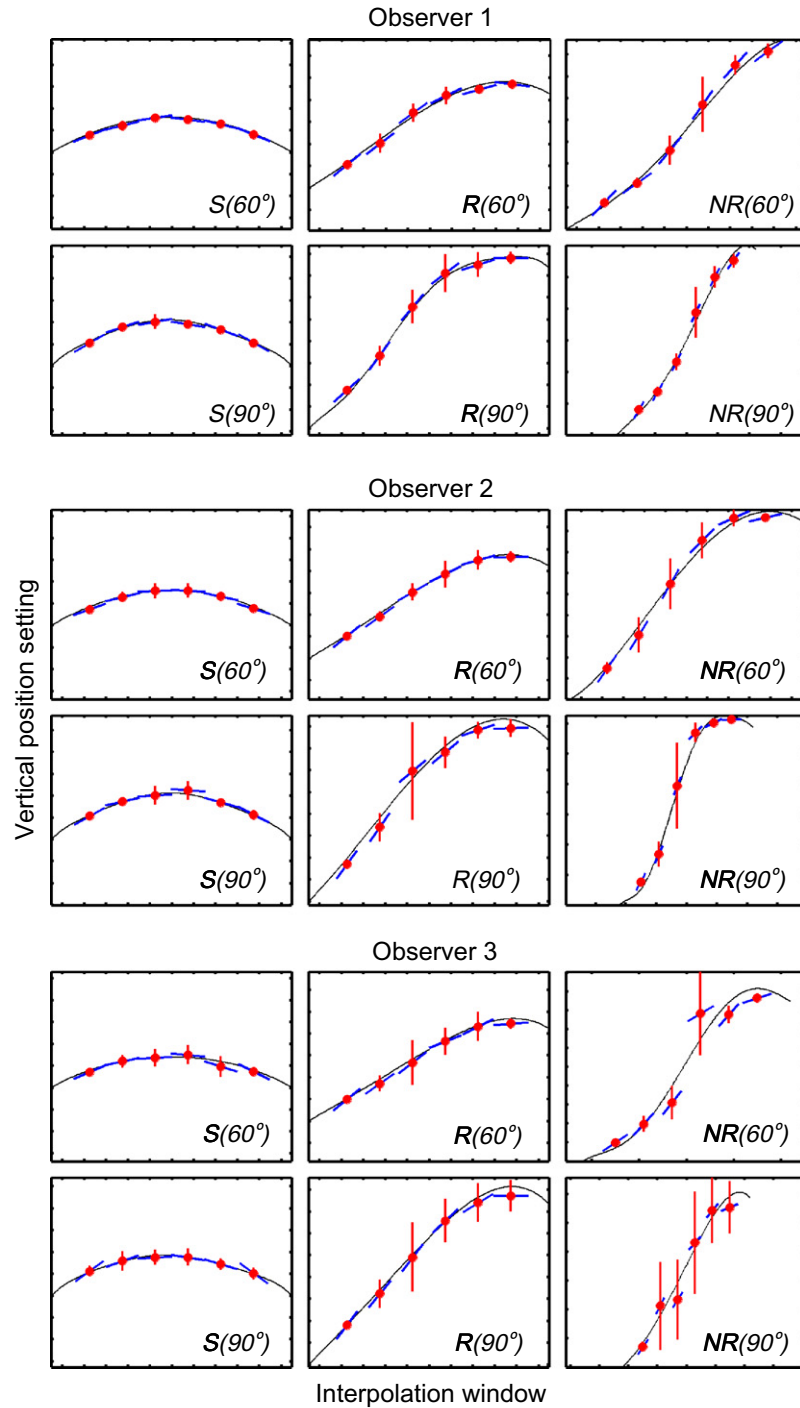 Observer 1
S(60°)
R(60°)
NR(60°)
S(90°)
R(90°)
NR(90°)
Observer 2
S(60°)
R(60°)
NR(60°)
S(90°)
R(90°)
NR(90°)
Vertical position setting
Observer 3
S(60°)
R(60°)
NR(60°)
S(90°)
R(90°)
NR(90°)
Interpolation window